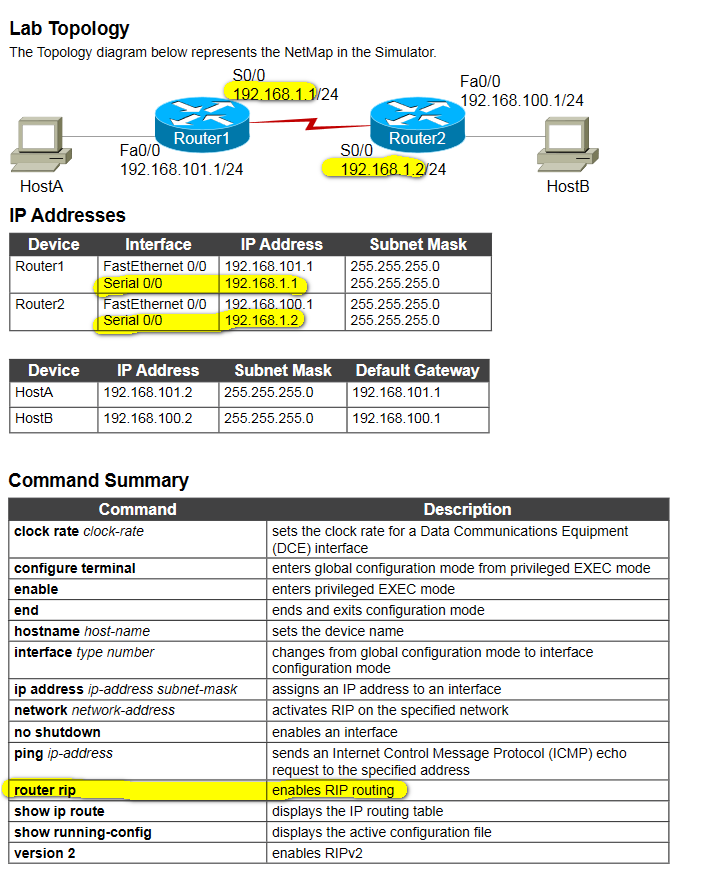 Lab Topology
The Topology diagram below represents the NetMap in the Simulator.
S0/0
192.168.1.1/24
Fa0/0
192.168.100.1/24
Router1
Router2
Fa0/0
192.168.101.1/24
S0/0
192.168.1.2/24
HostA
HostB
IP Addresses
Device Interface IP Address Subnet Mask
Router1 FastEthernet 0/0 192.168.101.1 255.255.255.0
Serial 0/0 192.168.1.1 255.255.255.0
Router2 FastEthernet 0/0 192.168.100.1 255.255.255.0
Serial 0/0 192.168.1.2 255.255.255.0
Device IP Address Subnet Mask Default Gateway
HostA 192.168.101.2 255.255.255.0 192.168.101.1
HostB 192.168.100.2 255.255.255.0 192.168.100.1
Command Summary
Command Description
clock rate clock-rate sets the clock rate for a Data Communications Equipment
(DCE) interface
configure terminal enters global configuration mode from privileged EXEC mode
enable enters privileged EXEC mode
end ends and exits configuration mode
hostname host-name sets the device name
interface type number changes from global configuration mode to interface
configuration mode
ip address ip-address subnet-mask assigns an IP address to an interface
network network-address activates RIP on the specified network
no shutdown enables an interface
ping ip-address sends an Internet Control Message Protocol (ICMP) echo
request to the specified address
router rip enables RIP routing
show ip route displays the IP routing table
show running-config displays the active configuration file
version 2 enables RIPv2